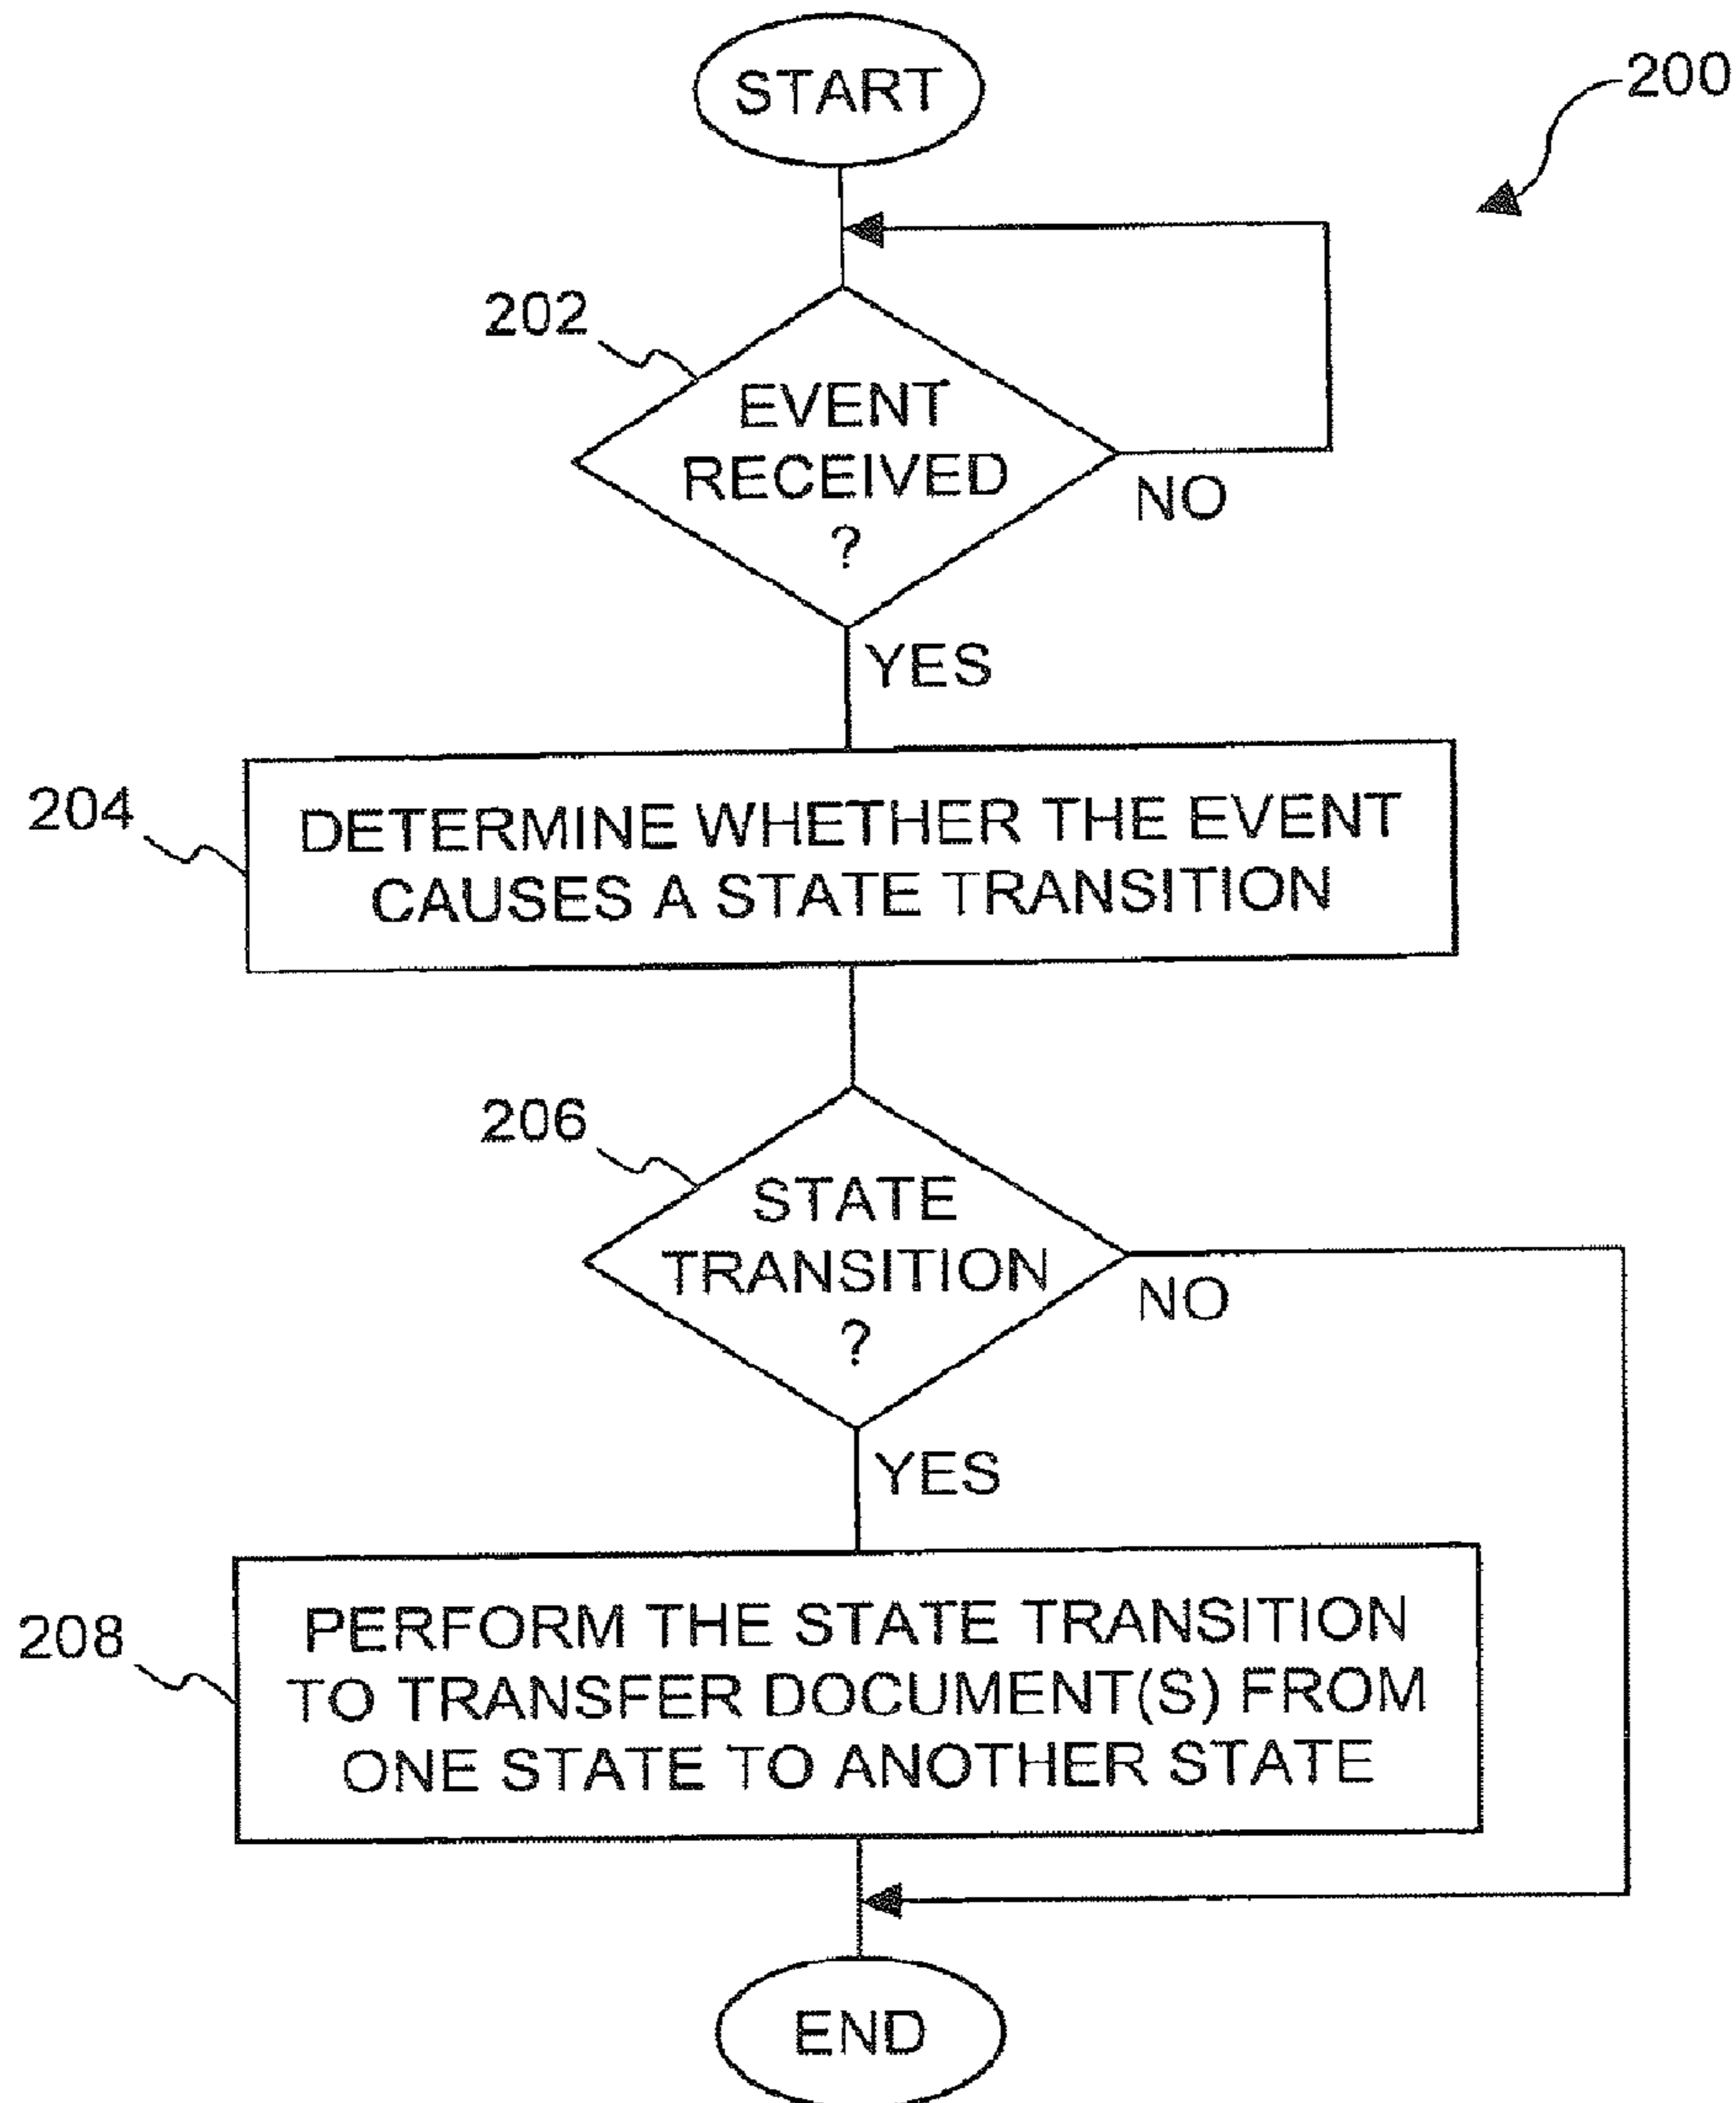 START
200
202
EVENT
RECEIVED
?
NO
YES
204
DETERMINE WHETHER THE EVENT
CAUSES A STATE TRANSITION
206
STATE
TRANSITION
?
NO
YES
208
PERFORM THE STATE TRANSITION
TO TRANSFER DOCUMENT(S) FROM
ONE STATE TO ANOTHER STATE
END